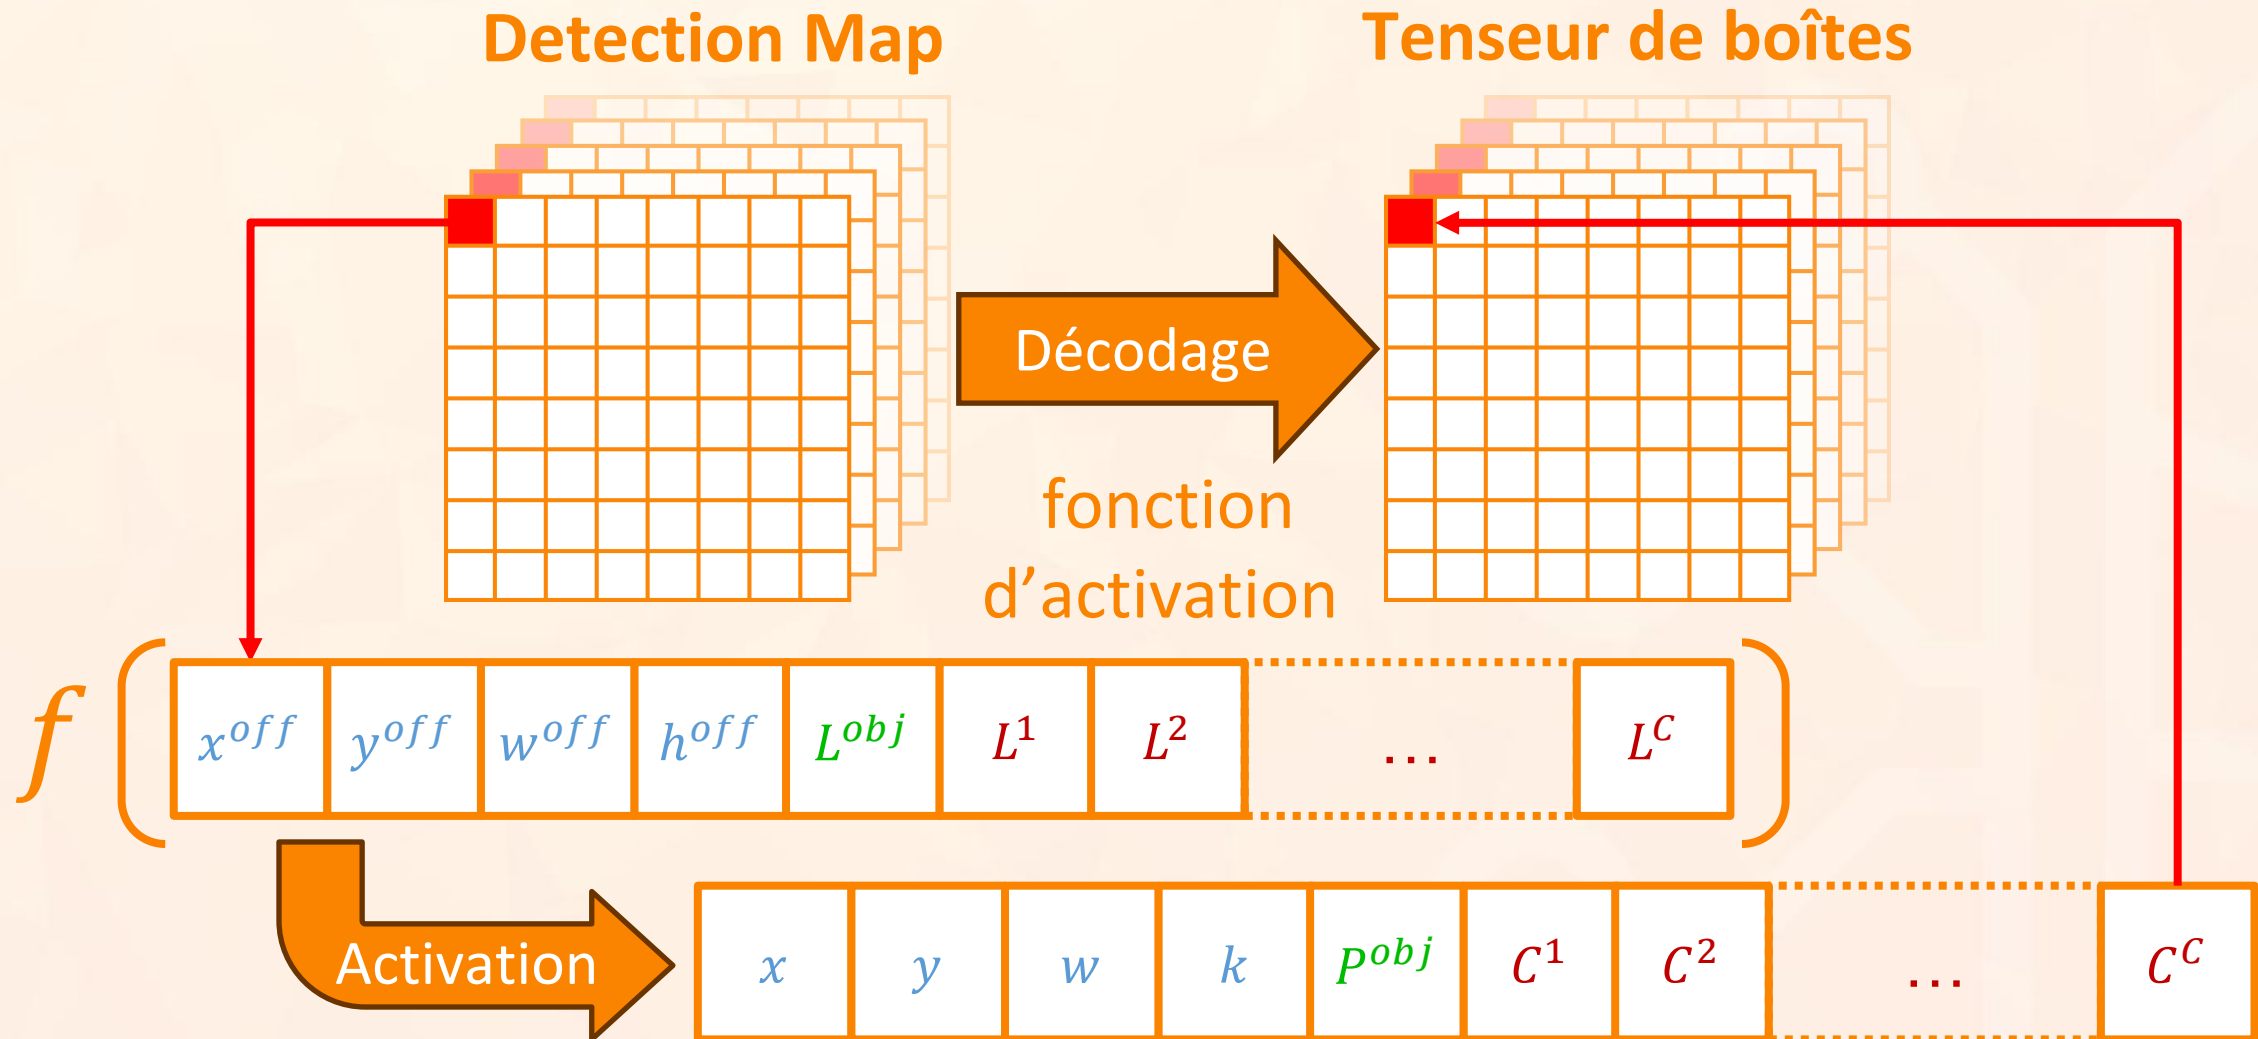 Detection Map
Tenseur de boîtes
Décodage
fonction
d’activation
f ( x^{off} y^{off} w^{off} h^{off} L^{obj} L^1 L^2 … L^C )
Activation
x y w k P^{obj} C^1 C^2 … C^C